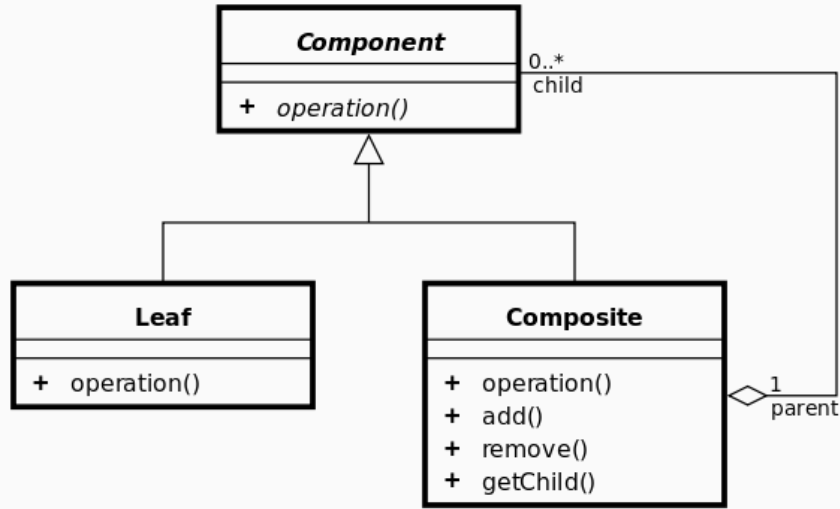 Component
+ operation()
0..*
child
Leaf
+ operation()
Composite
+ operation()
+ add()
+ remove()
+ getChild()
1
parent